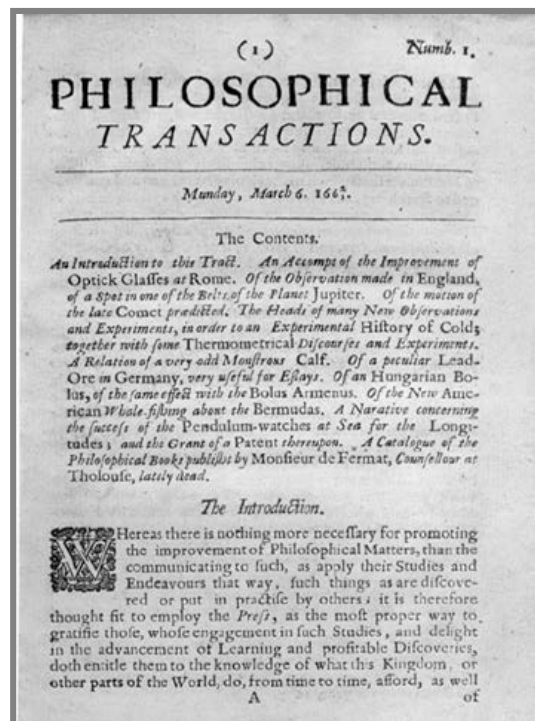 (1) Numb. 1.
PHILOSOPHICAL
TRANSACTIONS.
Munday, March 6. 166
The Contents.
An Introduction to this Tract. An Accompt of the Improvement of
Optick Glasses at Rome. Of the Observation made in England,
of a Spot in one of the Belts of the Planet Jupiter. Of the motion of
the late Comet prædicted. The Heads of many New Observations
and Experiments, in order to an Experimental History of Cold;
together with some Thermometrical Discourses and Experiments.
A Relation of a very odd Monstrous Calf. Of a peculiar Lead-
Ore in Germany, very useful for Essays. Of an Hungarian Bo-
lus, of the same effect with the Bolus Armenus. Of the New Ame-
rican Whale-fishing about the Bermudas. A Narative concerning
the success of the Pendulum-watches at Sea for the Longi-
tudes; and the Grant of a Patent thereupon. A Catalogue of the
Philosophical Books publisht by Monsieur de Fermat, Counsellour at
Tholouse, lately dead.
The Introduction.
WHereas there is nothing more necessary for promoting
the improvement of Philosophical Matters, than the
communicating to such, as apply their Studies and
Endeavours that way, such things as are discove-
red or put in practise by others; it is therefore
thought fit to employ the Press, as the most proper way to
gratifie those, whose engagement in such Studies, and delight
in the advancement of Learning and profitable Discoveries,
doth entitle them to the knowledge of what this Kingdom, or
other parts of the World, do, from time to time, afford, as well
A of